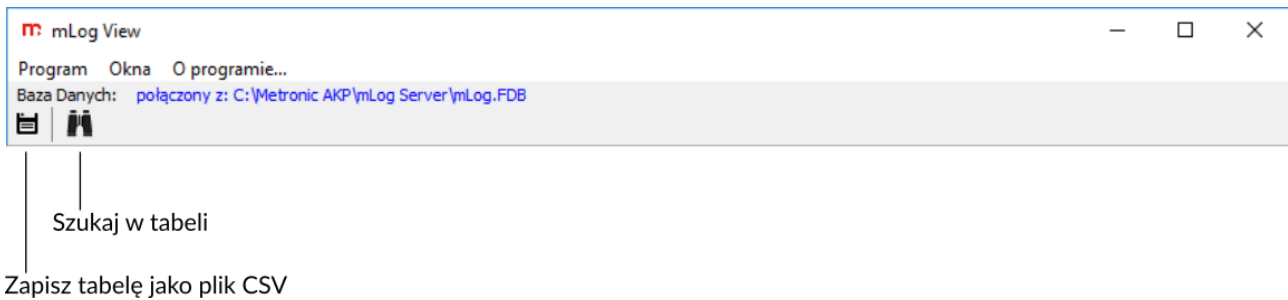 mLog View
Program Okna O programie...
Baza Danych: połączony z: C:\Metronic AKP\mLog Server\mLog.FDB
Szukaj w tabeli
Zapisz tabelę jako plik CSV